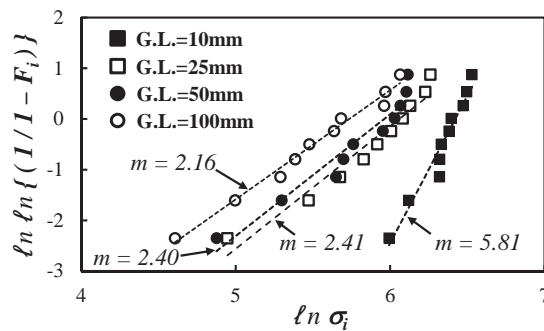 ℓn ℓn{(1/1-Fᵢ)}
2
1
0
-1
-2
-3
4
5
6
7
ℓn σᵢ
G.L.=10mm
G.L.=25mm
G.L.=50mm
G.L.=100mm
m = 2.16
m = 2.40
m = 2.41
m = 5.81